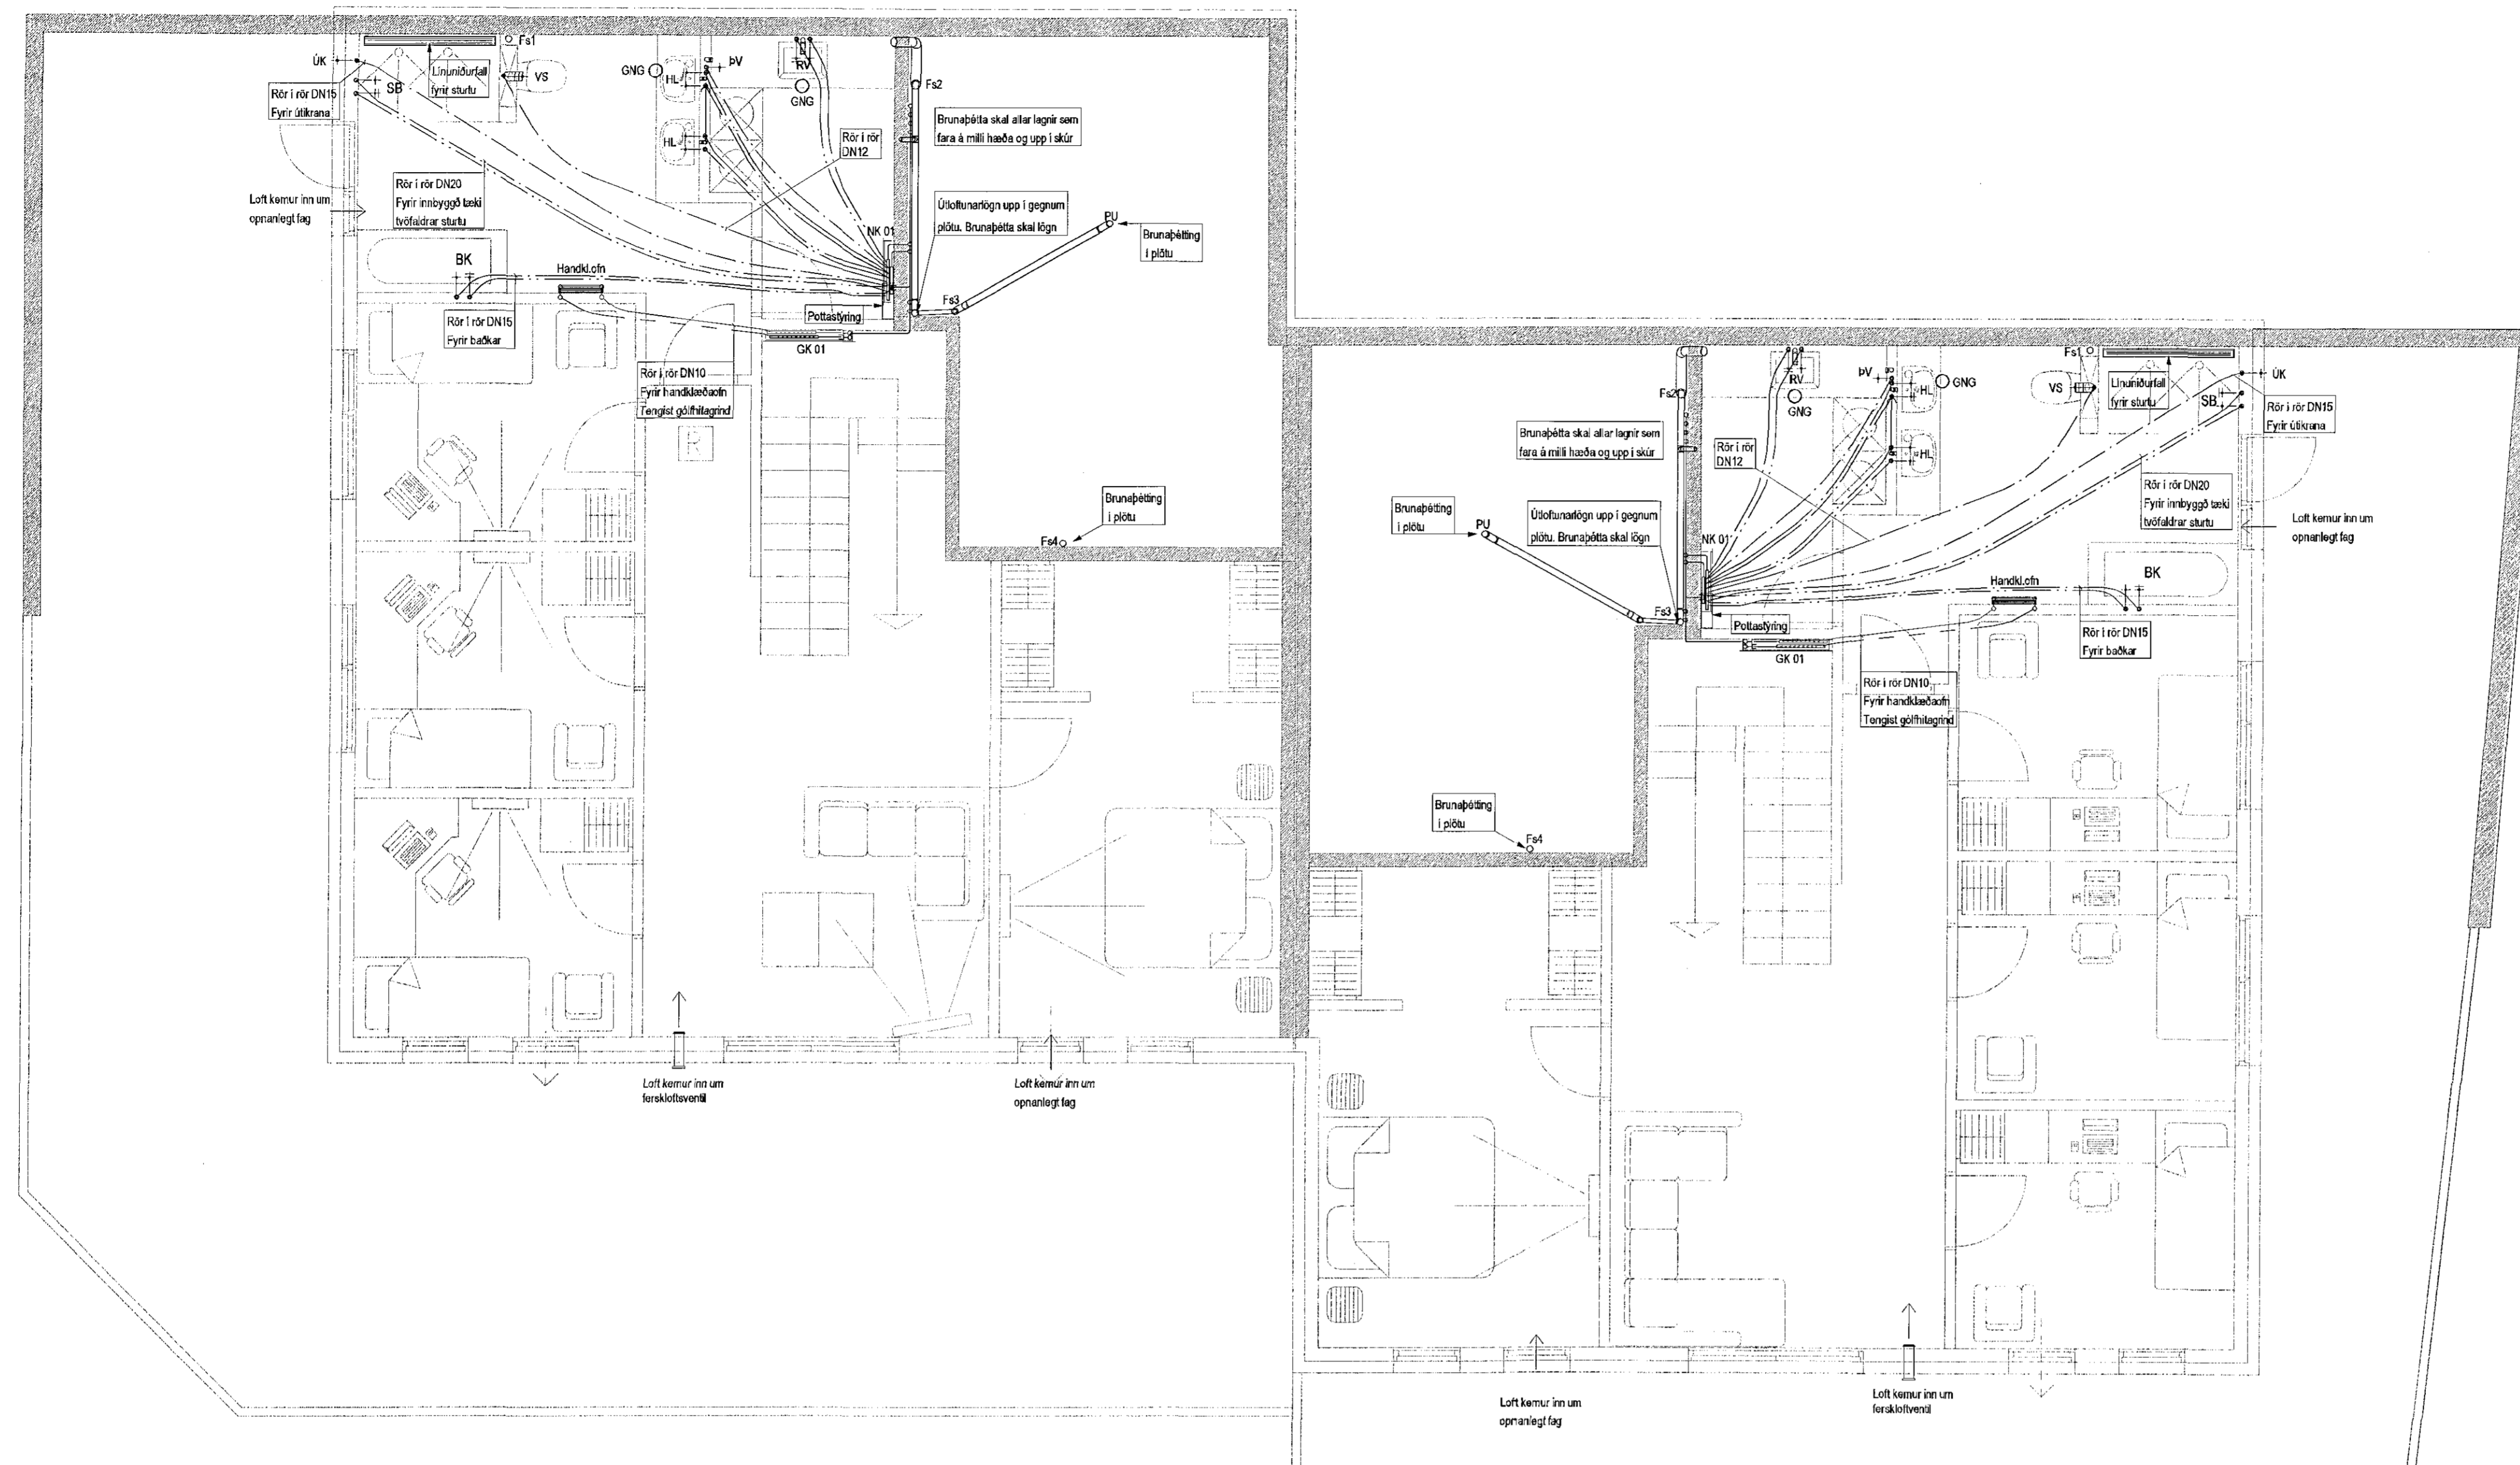 ÚK
Rör í rör DN15
Fyrir útikrana
SB
Línuniðurfall
fyrir sturtu
Fs1
VS
GNG
HL
HL
ÞV
RV
GNG
Fs2
Rör í rör
DN12
Brunaþétta skal allar lagnir sem
fara á milli hæða og upp í skúr
Rör í rör DN20
Fyrir innbyggð tæki
tvöfaldrar sturtu
Loft kemur inn um
opnanlegt fag
Útloftunarlögn upp í gegnum
plötu. Brunaþétta skal lögn
PU
Brunaþétting
í plötu
NK 01
BK
Handkl.ofn
Fs3
Pottastýring
Rör í rör DN15
Fyrir baðkar
GK 01
Rör í rör DN10
Fyrir handklæðaofn
Tengist gólfhitagrind
R
Brunaþétting
í plötu
Fs4
Loft kemur inn um
ferskloftsventil
Loft kemur inn um
opnanlegt fag
Fs2
RV
GNG
ÞV
HL
HL
GNG
VS
Fs1
Línuniðurfall
fyrir sturtu
SB
ÚK
Rör í rör DN15
Fyrir útikrana
Brunaþétta skal allar lagnir sem
fara á milli hæða og upp í skúr
Rör í rör
DN12
Rör í rör DN20
Fyrir innbyggð tæki
tvöfaldrar sturtu
Loft kemur inn um
opnanlegt fag
Brunaþétting
í plötu
PU
Útloftunarlögn upp í gegnum
plötu. Brunaþétta skal lögn
NK 01
BK
Handkl.ofn
Fs3
Pottastýring
Rör í rör DN15
Fyrir baðkar
GK 01
Rör í rör DN10
Fyrir handklæðaofn
Tengist gólfhitagrind
Brunaþétting
í plötu
Fs4
Loft kemur inn um
opnanlegt fag
Loft kemur inn um
ferskloftventil